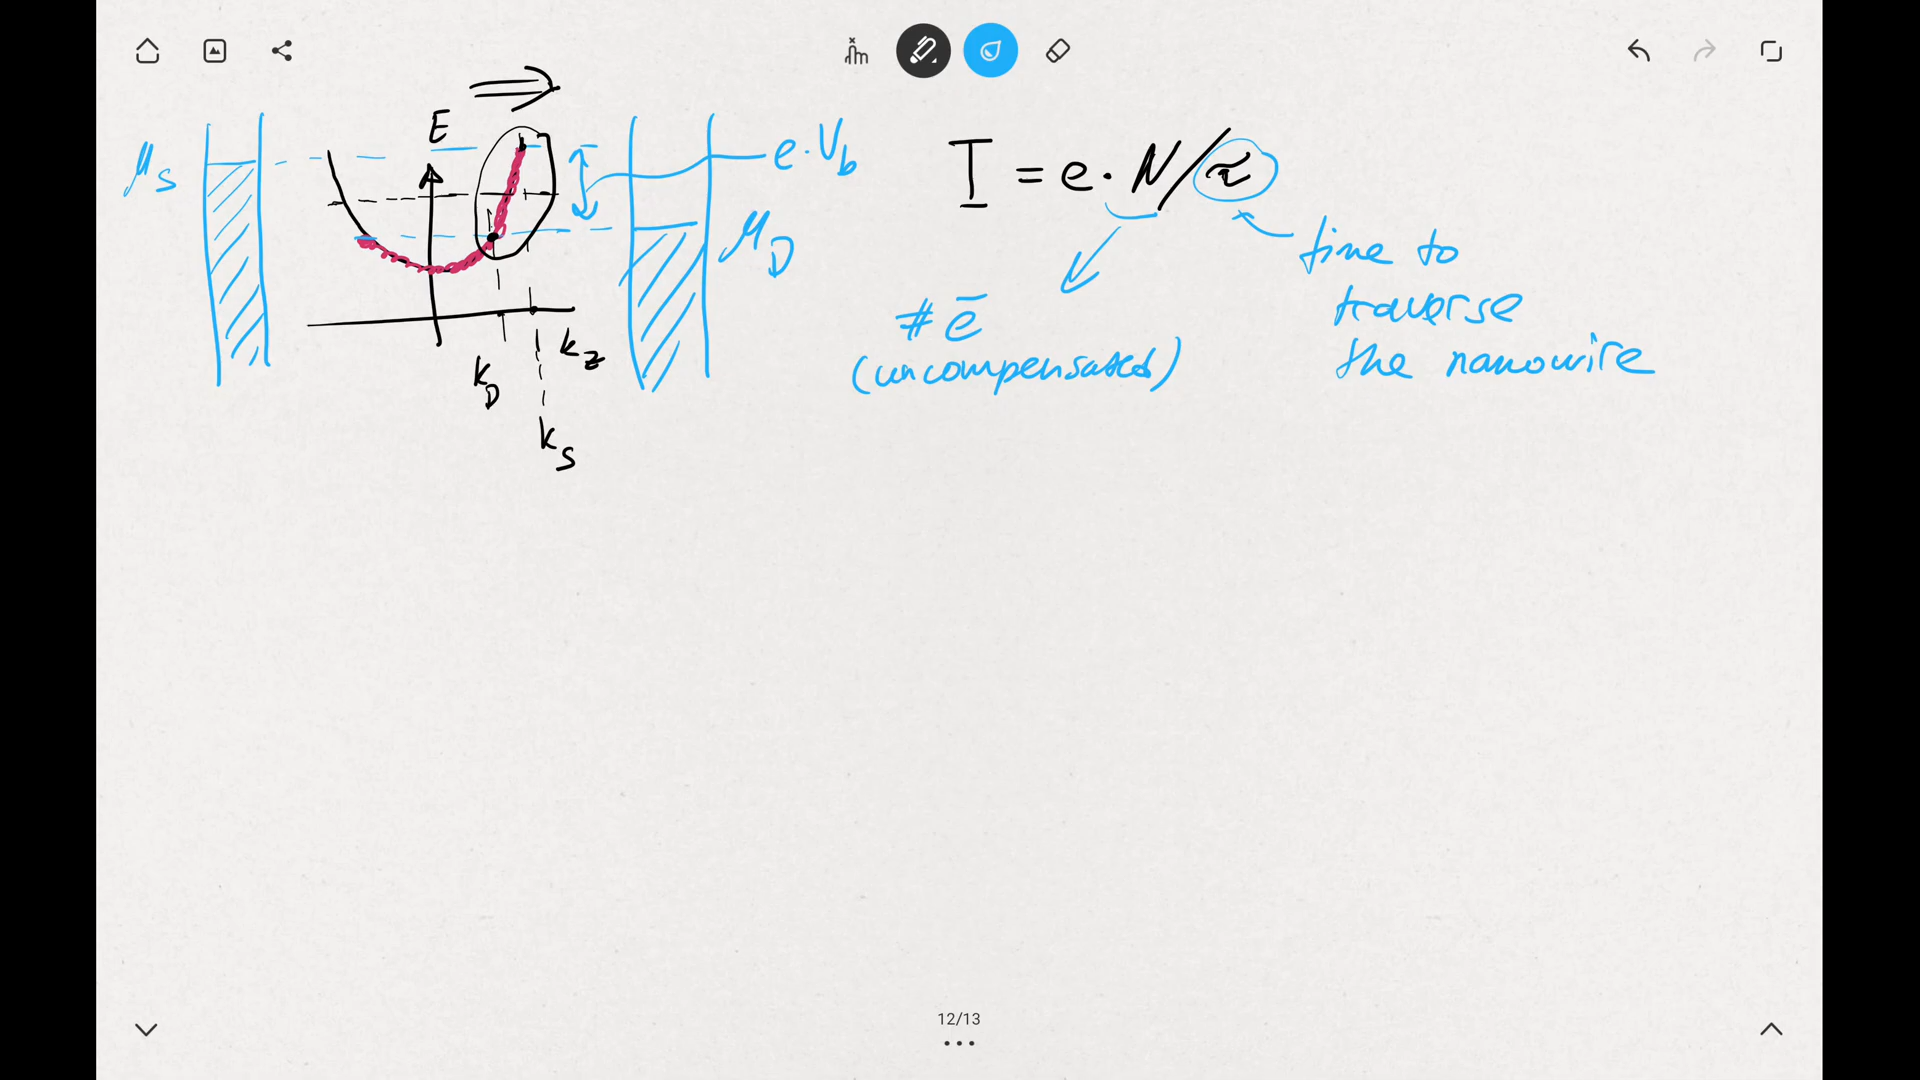 E
μS
e·Vb
μD
kz
kD
kS
I = e·N/τ
time to
traverse
the nanowire
# e̅
(uncompensated)
12/13